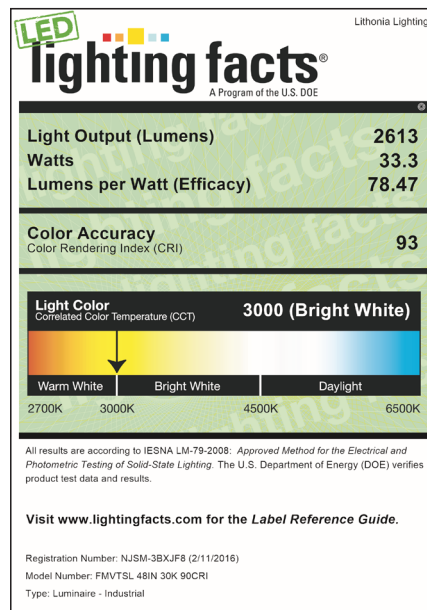 Lithonia Lighting
LED
lighting facts®
A Program of the U.S. DOE
Light Output (Lumens) 2613
Watts 33.3
Lumens per Watt (Efficacy) 78.47
Color Accuracy
Color Rendering Index (CRI) 93
Light Color
Correlated Color Temperature (CCT) 3000 (Bright White)
Warm White Bright White Daylight
2700K 3000K 4500K 6500K
All results are according to IESNA LM-79-2008: Approved Method for the Electrical and
Photometric Testing of Solid-State Lighting. The U.S. Department of Energy (DOE) verifies
product test data and results.
Visit www.lightingfacts.com for the Label Reference Guide.
Registration Number: NJSM-3BXJF8 (2/11/2016)
Model Number: FMVTSL 48IN 30K 90CRI
Type: Luminaire - Industrial